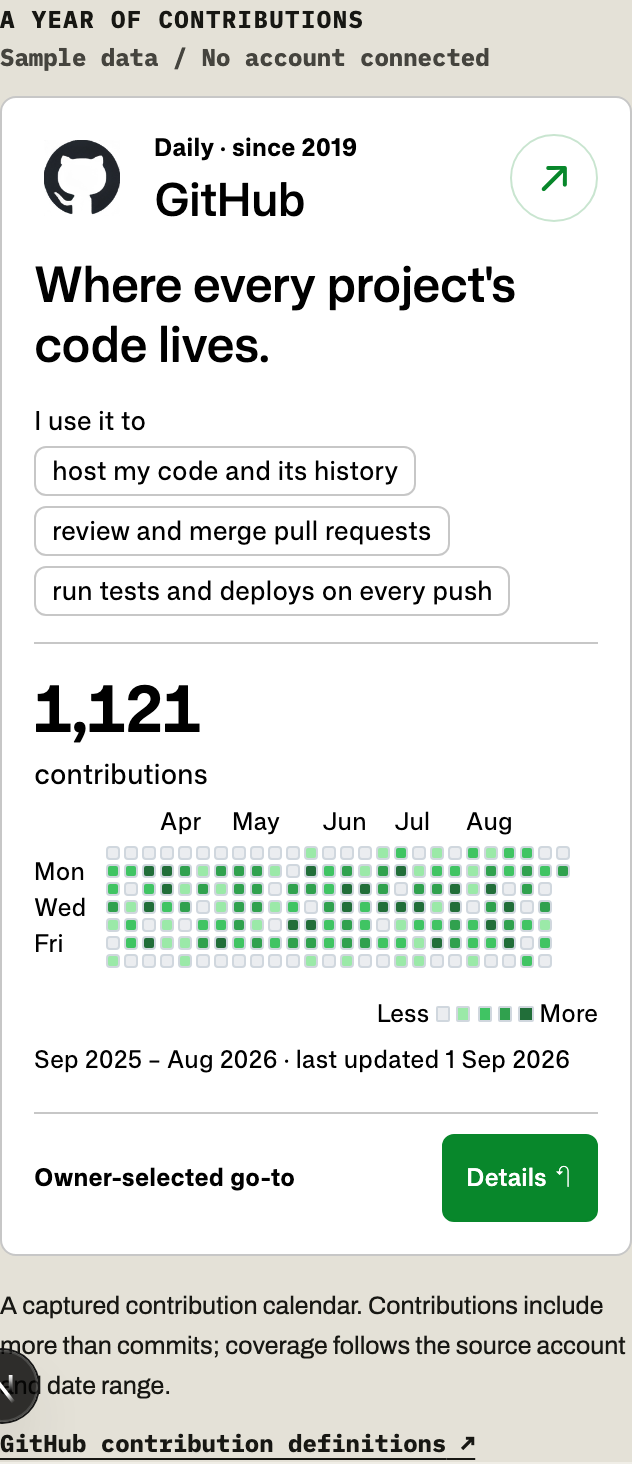 A YEAR OF CONTRIBUTIONS
Sample data / No account connected
Daily · since 2019
GitHub
Where every project's
code lives.
I use it to
host my code and its history
review and merge pull requests
run tests and deploys on every push
1,121
contributions
Apr May Jun Jul Aug
Mon
Wed
Fri
Less More
Sep 2025 – Aug 2026 · last updated 1 Sep 2026
Owner-selected go-to
Details
A captured contribution calendar. Contributions include
more than commits; coverage follows the source account
and date range.
GitHub contribution definitions ↗